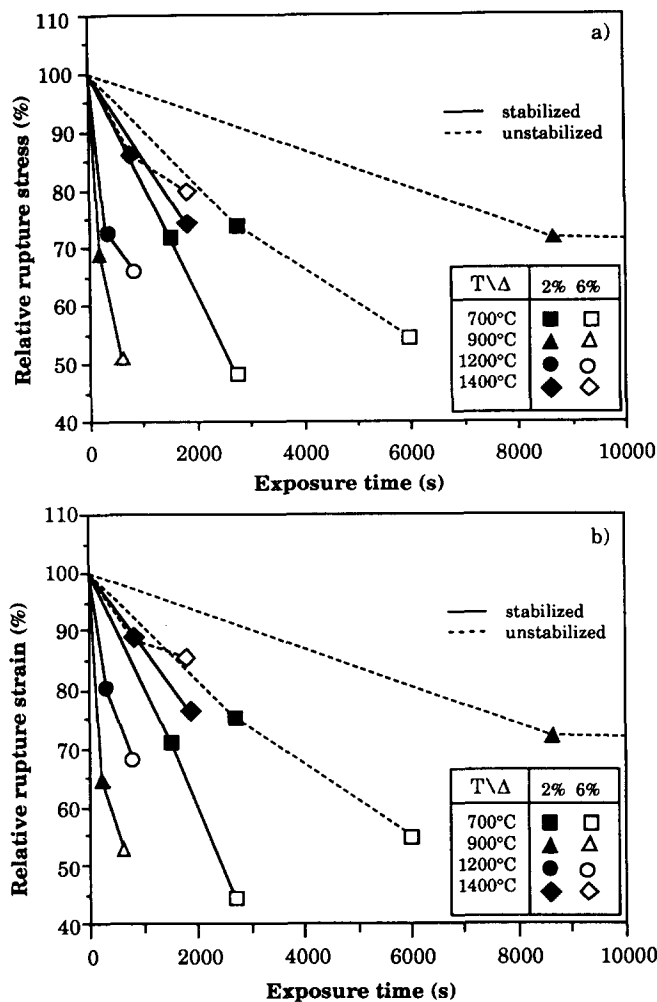 a)
110
100
90
80
70
60
50
40
Relative rupture stress (%)
stabilized
unstabilized
T\Δ 2% 6%
700°C
900°C
1200°C
1400°C
0 2000 4000 6000 8000 10000
Exposure time (s)
b)
110
100
90
80
70
60
50
40
Relative rupture strain (%)
stabilized
unstabilized
T\Δ 2% 6%
700°C
900°C
1200°C
1400°C
0 2000 4000 6000 8000 10000
Exposure time (s)